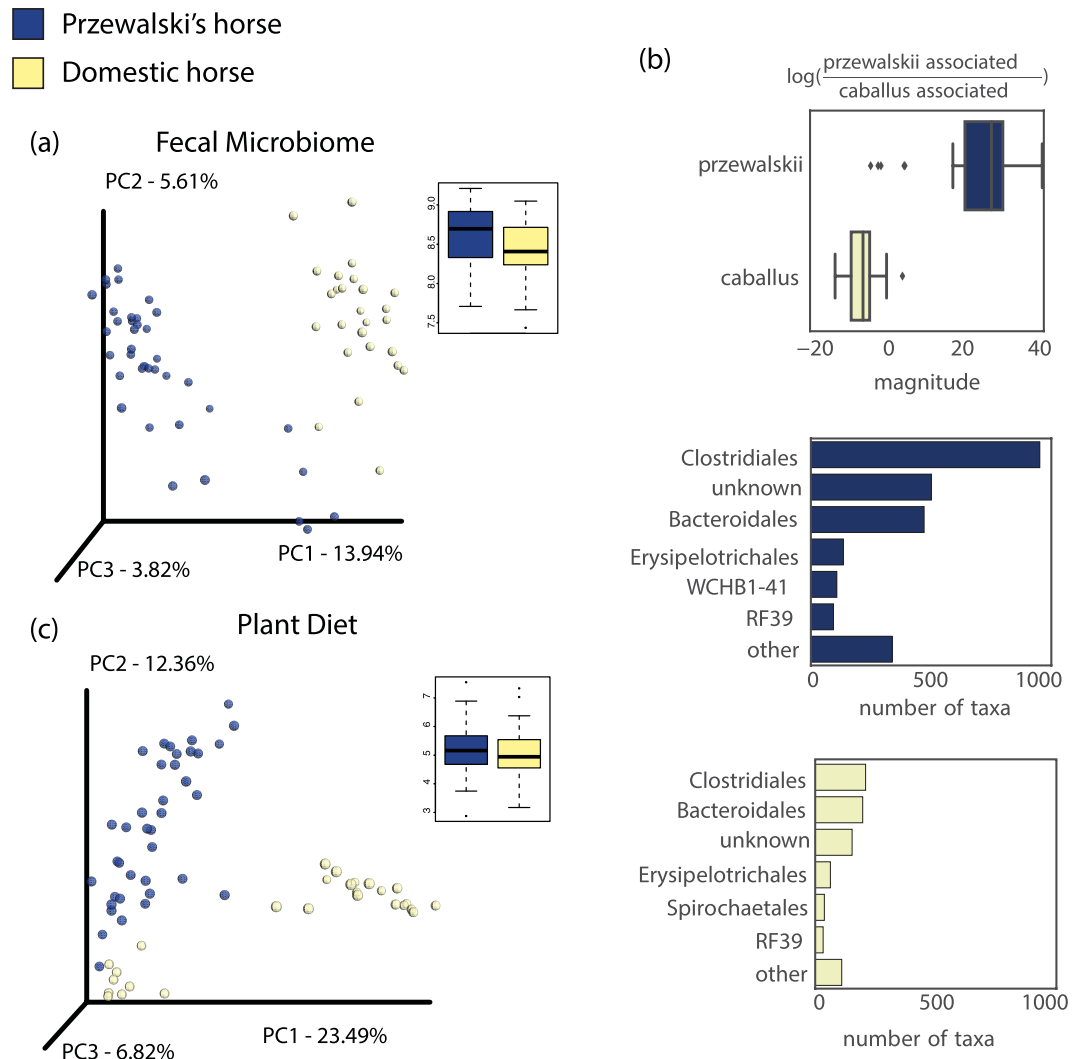 Przewalski's horse
Domestic horse
(a)
Fecal Microbiome
PC2 - 5.61%
9.0
8.5
8.0
7.5
PC1 - 13.94%
PC3 - 3.82%
(b)
log(przewalskii associated / caballus associated)
przewalskii
caballus
−20 0 20 40
magnitude
Clostridiales
unknown
Bacteroidales
Erysipelotrichales
WCHB1-41
RF39
other
0 500 1000
number of taxa
Clostridiales
Bacteroidales
unknown
Erysipelotrichales
Spirochaetales
RF39
other
0 500 1000
number of taxa
(c)
Plant Diet
PC2 - 12.36%
7
6
5
4
3
PC1 - 23.49%
PC3 - 6.82%